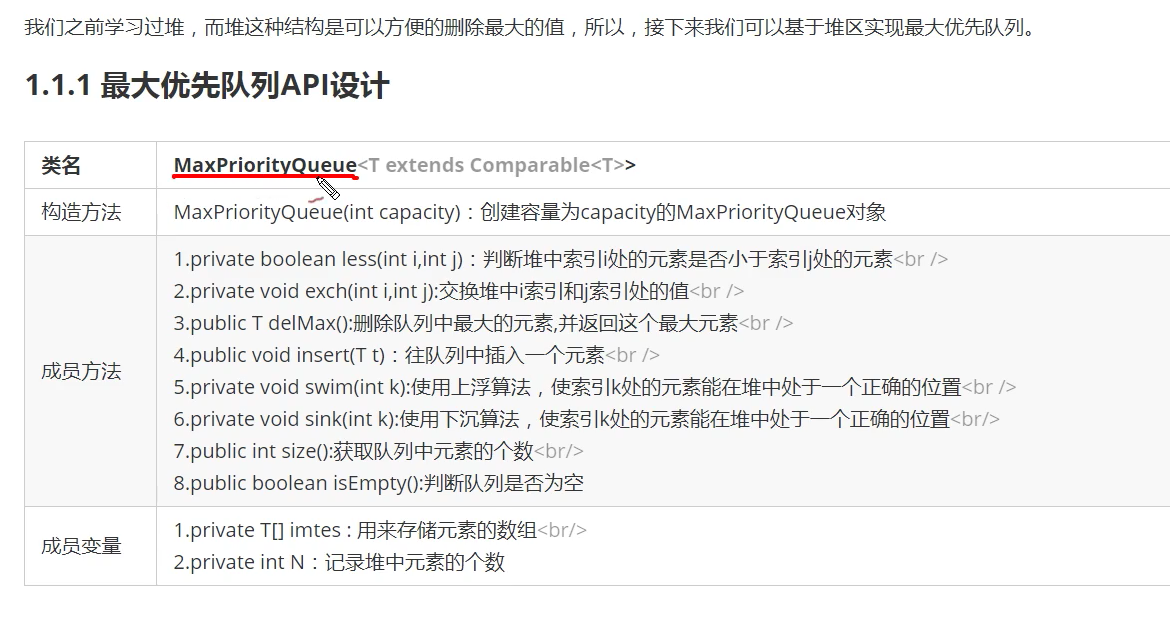 我们之前学习过堆，而堆这种结构是可以方便的删除最大的值，所以，接下来我们可以基于堆区实现最大优先队列。
1.1.1 最大优先队列API设计
类名 MaxPriorityQueue<T extends Comparable<T>>
构造方法 MaxPriorityQueue(int capacity)：创建容量为capacity的MaxPriorityQueue对象
成员方法
1.private boolean less(int i,int j)：判断堆中索引i处的元素是否小于索引j处的元素<br />
2.private void exch(int i,int j):交换堆中i索引和j索引处的值<br />
3.public T delMax():删除队列中最大的元素,并返回这个最大元素<br />
4.public void insert(T t)：往队列中插入一个元素<br />
5.private void swim(int k):使用上浮算法，使索引k处的元素能在堆中处于一个正确的位置<br />
6.private void sink(int k):使用下沉算法，使索引k处的元素能在堆中处于一个正确的位置<br/>
7.public int size():获取队列中元素的个数<br/>
8.public boolean isEmpty():判断队列是否为空
成员变量
1.private T[] imtes : 用来存储元素的数组<br/>
2.private int N：记录堆中元素的个数